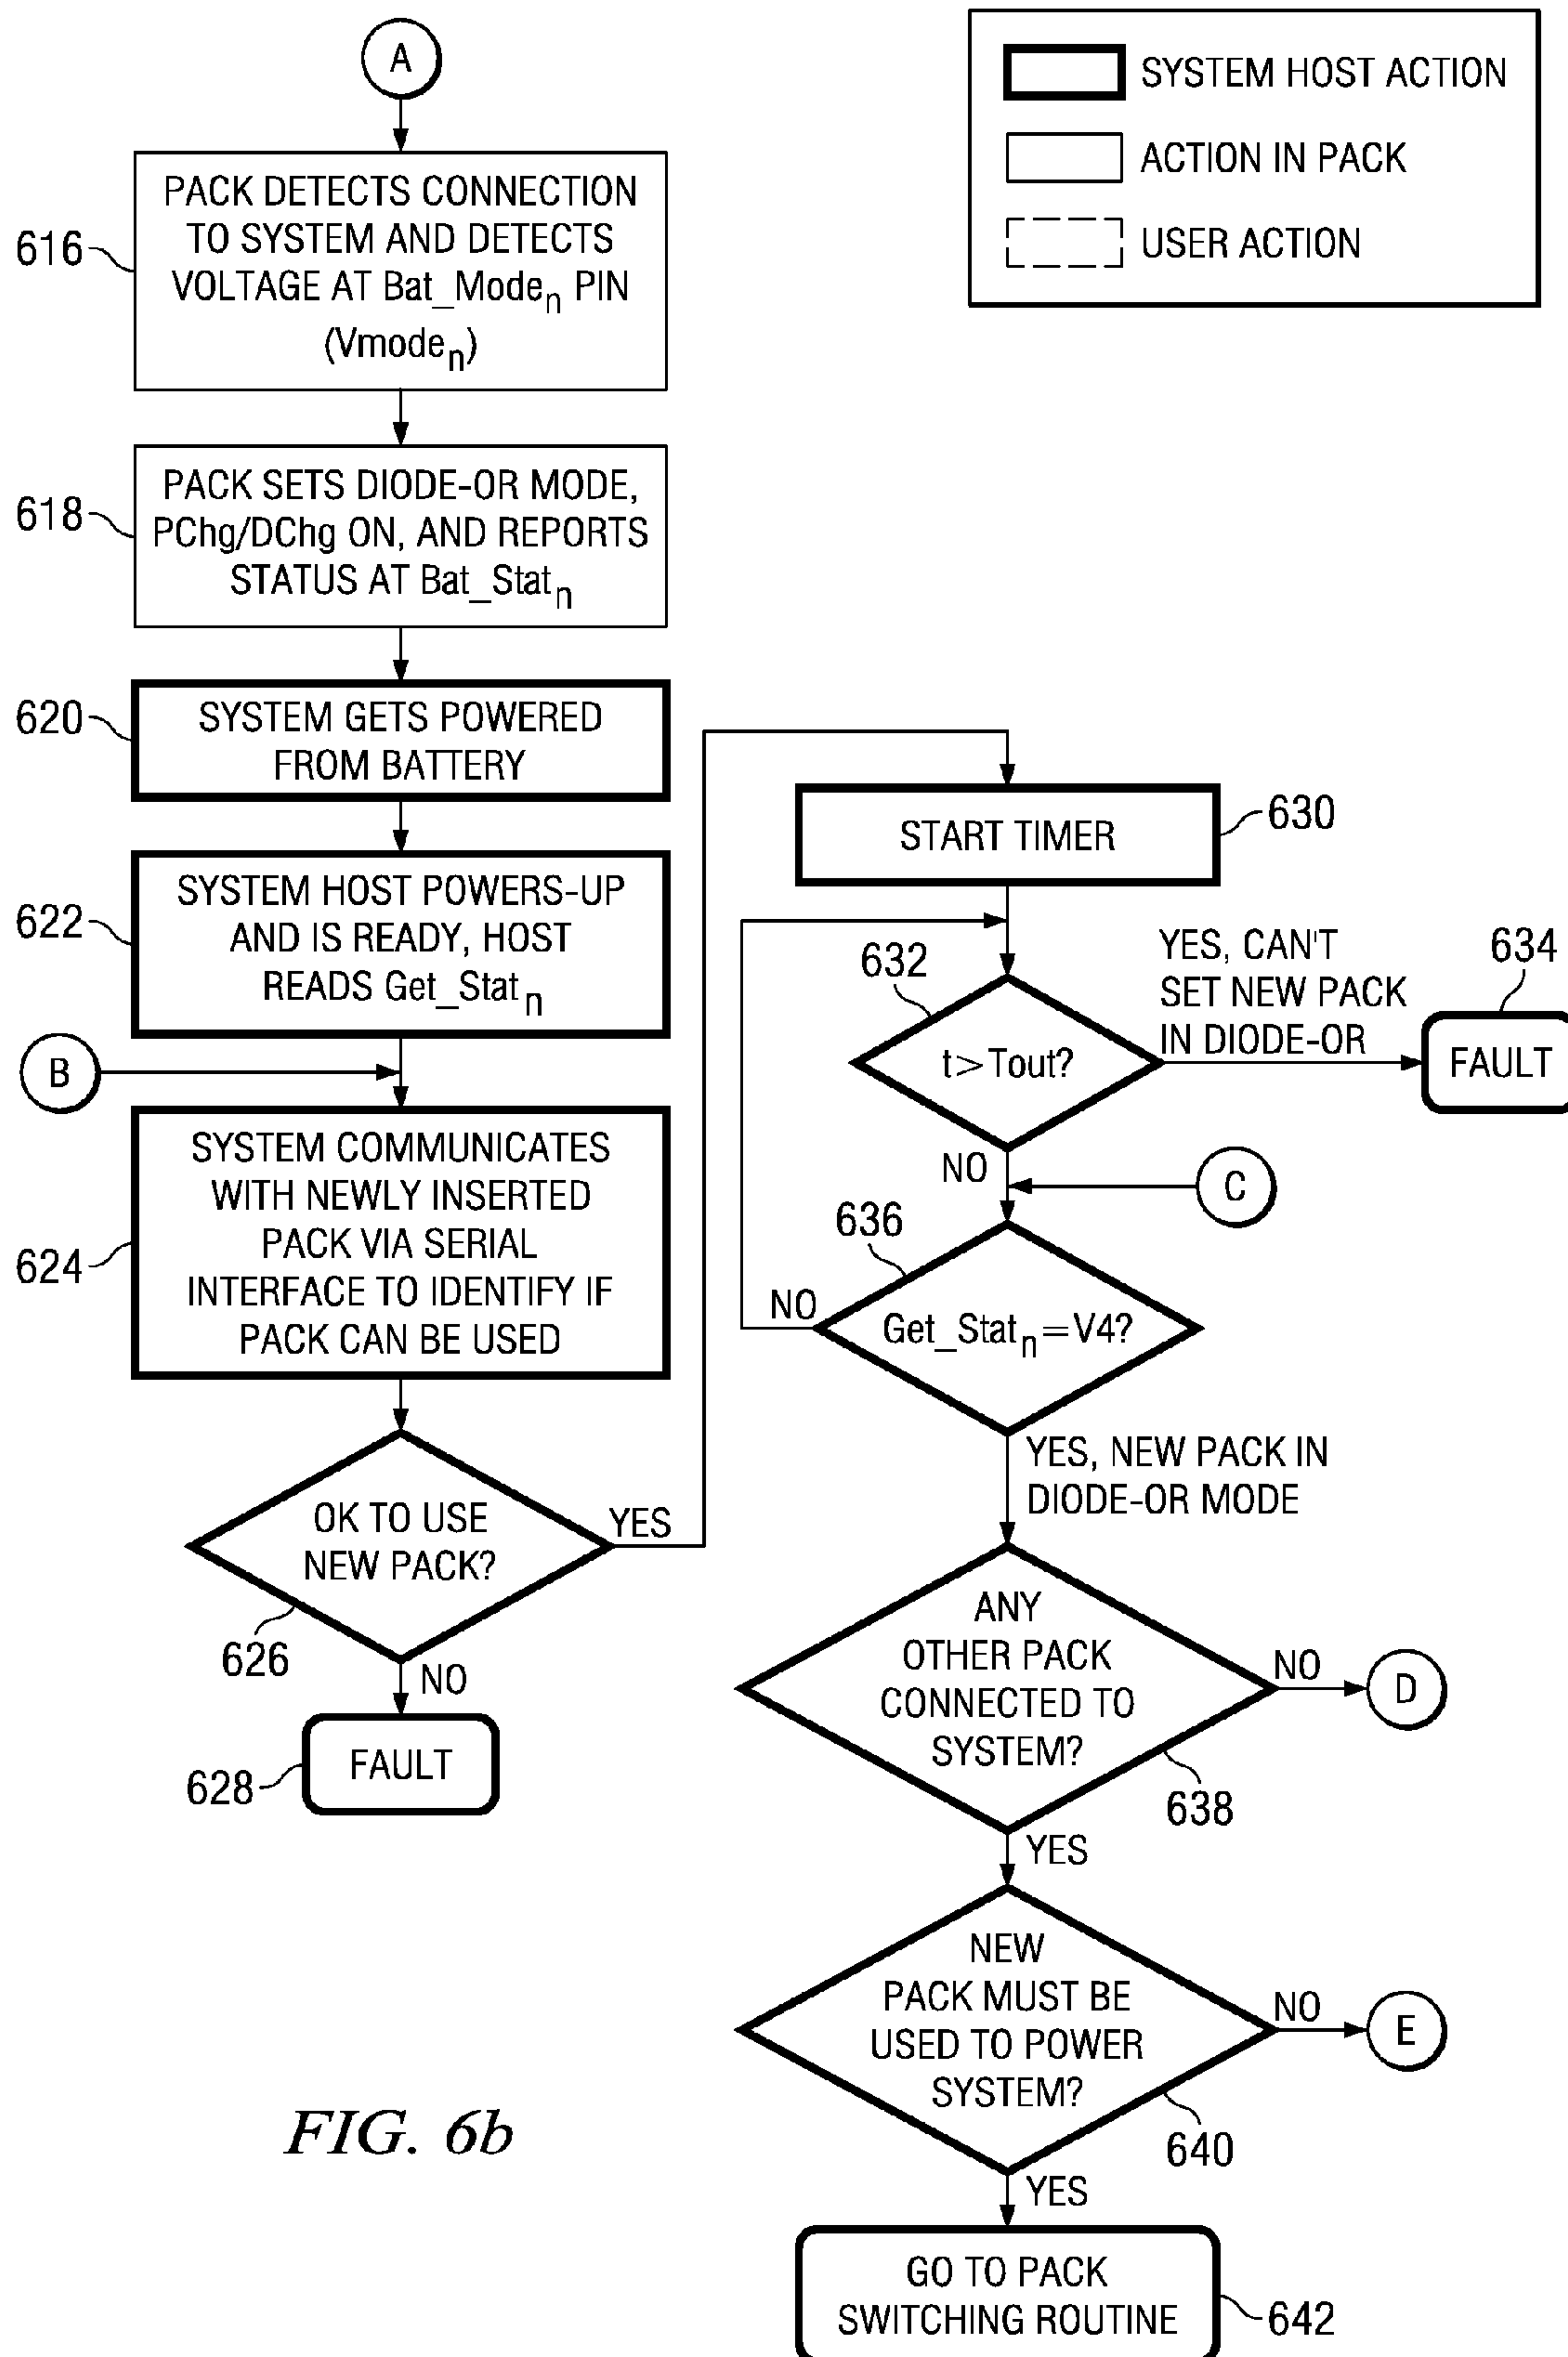 A
SYSTEM HOST ACTION
ACTION IN PACK
USER ACTION
616
PACK DETECTS CONNECTION
TO SYSTEM AND DETECTS
VOLTAGE AT Bat_Mode n PIN
(Vmode n)
618
PACK SETS DIODE-OR MODE,
PChg/DChg ON, AND REPORTS
STATUS AT Bat_Stat n
620
SYSTEM GETS POWERED
FROM BATTERY
622
SYSTEM HOST POWERS-UP
AND IS READY, HOST
READS Get_Stat n
B
624
SYSTEM COMMUNICATES
WITH NEWLY INSERTED
PACK VIA SERIAL
INTERFACE TO IDENTIFY IF
PACK CAN BE USED
OK TO USE
NEW PACK?
YES
626
NO
FAULT
628
START TIMER
630
632
t>Tout?
YES, CAN'T
SET NEW PACK
IN DIODE-OR
634
FAULT
NO
C
636
NO
Get_Stat n=V4?
YES, NEW PACK IN
DIODE-OR MODE
ANY
OTHER PACK
CONNECTED TO
SYSTEM?
NO
D
638
YES
NEW
PACK MUST BE
USED TO POWER
SYSTEM?
NO
E
640
YES
GO TO PACK
SWITCHING ROUTINE
642
FIG. 6b